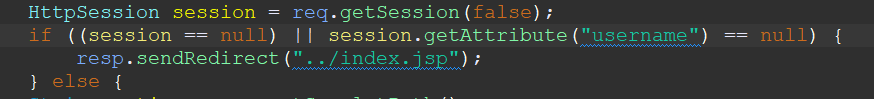 HttpSession session = req.getSession(false);
if ((session == null) || session.getAttribute("username") == null) {
resp.sendRedirect("../index.jsp");
} else {